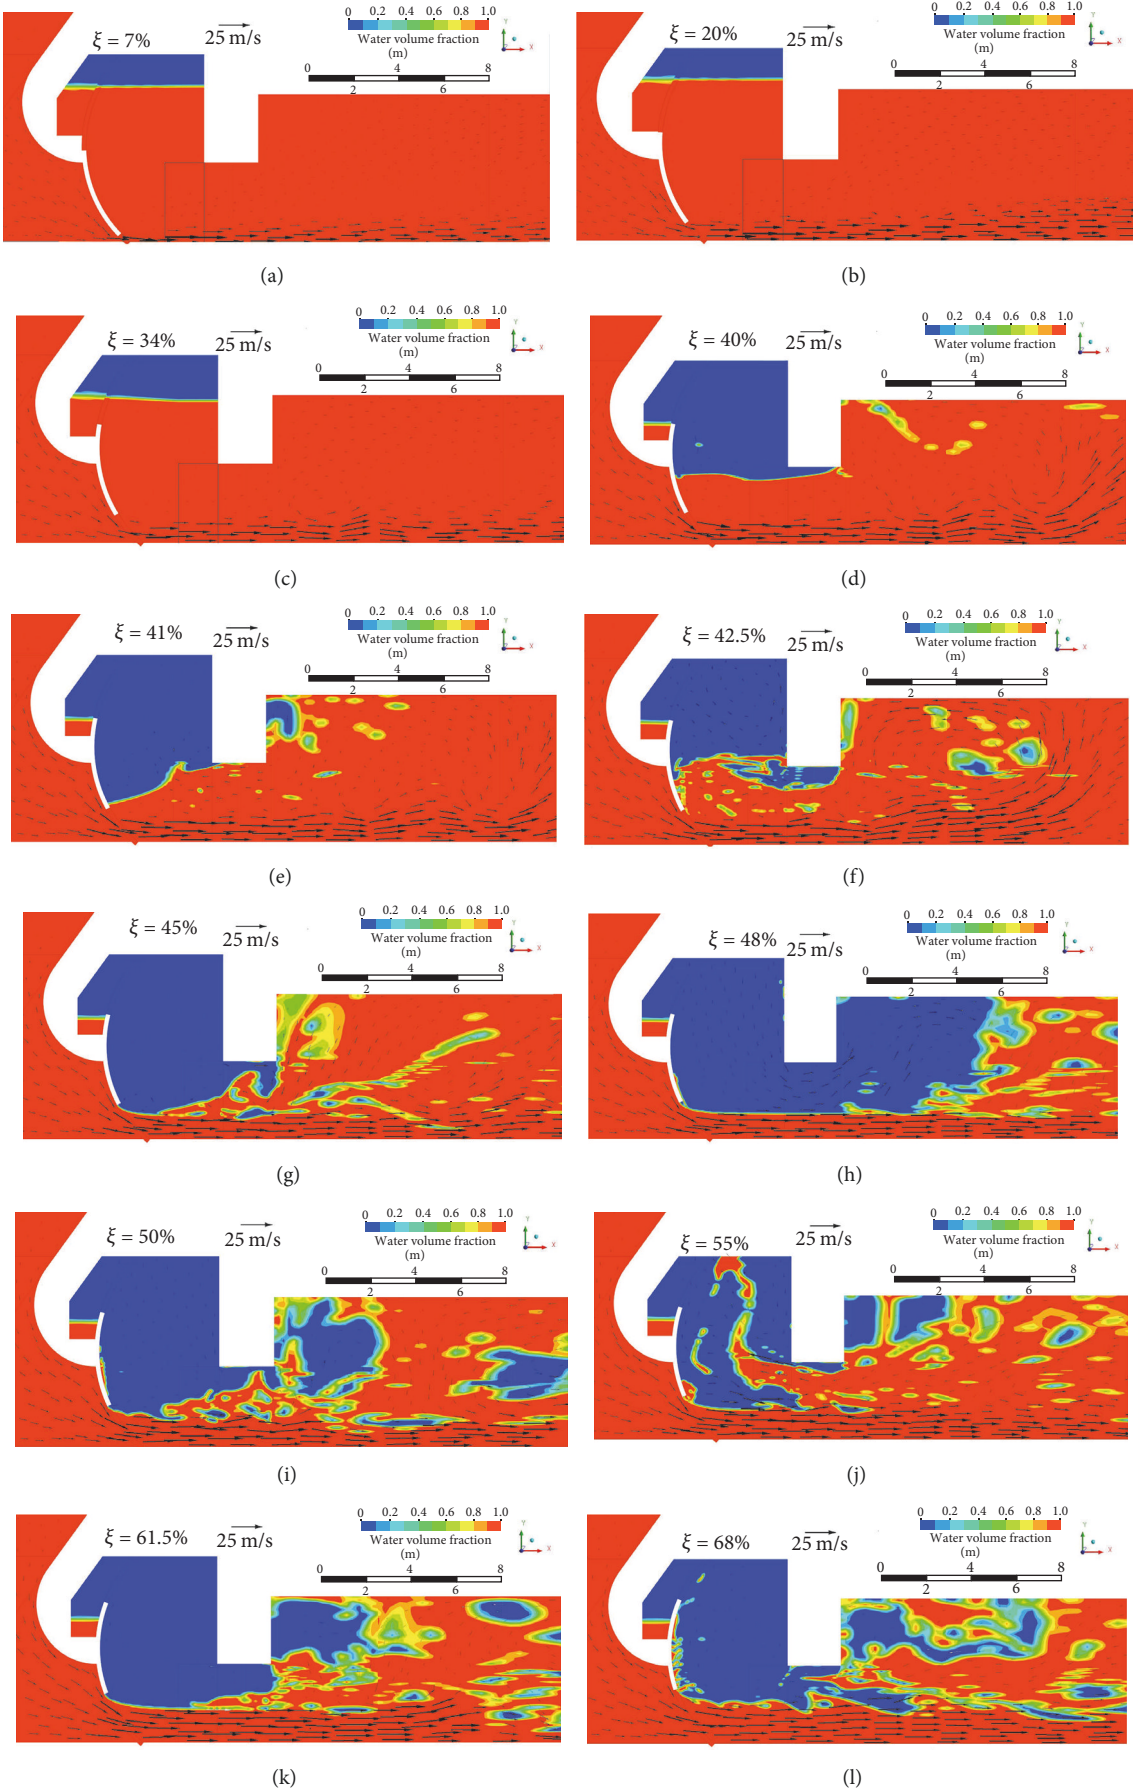 ξ = 7%
25 m/s
0 0.2 0.4 0.6 0.8 1.0
Water volume fraction
(m)
0 4 8
2 6
Y
X
Z
(a)
ξ = 20%
25 m/s
0 0.2 0.4 0.6 0.8 1.0
Water volume fraction
(m)
0 4 8
2 6
Y
X
Z
(b)
ξ = 34%
25 m/s
0 0.2 0.4 0.6 0.8 1.0
Water volume fraction
(m)
0 4 8
2 6
Y
X
Z
(c)
ξ = 40%
25 m/s
0 0.2 0.4 0.6 0.8 1.0
Water volume fraction
(m)
0 4 8
2 6
Y
X
Z
(d)
ξ = 41%
25 m/s
0 0.2 0.4 0.6 0.8 1.0
Water volume fraction
(m)
0 4 8
2 6
Y
X
Z
(e)
ξ = 42.5%
25 m/s
0 0.2 0.4 0.6 0.8 1.0
Water volume fraction
(m)
0 4 8
2 6
Y
X
Z
(f)
ξ = 45%
25 m/s
0 0.2 0.4 0.6 0.8 1.0
Water volume fraction
(m)
0 4 8
2 6
Y
X
Z
(g)
ξ = 48%
25 m/s
0 0.2 0.4 0.6 0.8 1.0
Water volume fraction
(m)
0 4 8
2 6
Y
X
Z
(h)
ξ = 50%
25 m/s
0 0.2 0.4 0.6 0.8 1.0
Water volume fraction
(m)
0 4 8
2 6
Y
X
Z
(i)
ξ = 55%
25 m/s
0 0.2 0.4 0.6 0.8 1.0
Water volume fraction
(m)
0 4 8
2 6
Y
X
Z
(j)
ξ = 61.5%
25 m/s
0 0.2 0.4 0.6 0.8 1.0
Water volume fraction
(m)
0 4 8
2 6
Y
X
Z
(k)
ξ = 68%
25 m/s
0 0.2 0.4 0.6 0.8 1.0
Water volume fraction
(m)
0 4 8
2 6
Y
X
Z
(l)